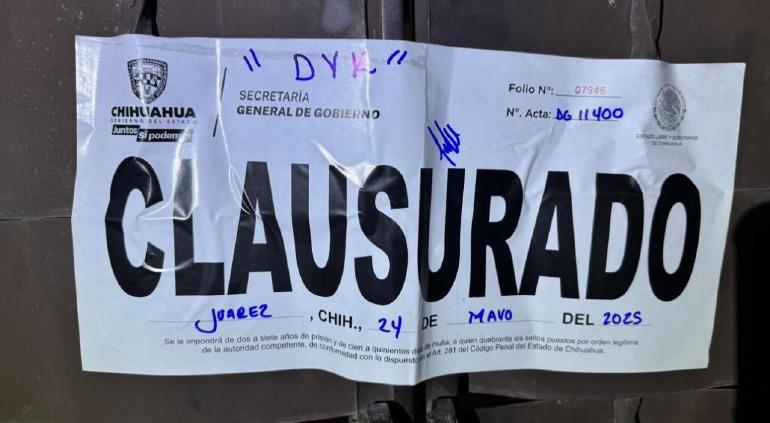 " DYK "
CHIHUAHUA
GOBIERNO DEL ESTADO
Juntos Sí podemos
SECRETARÍA
GENERAL DE GOBIERNO
Folio N°: 07946
N°. Acta: DG 11400
ESTADO LIBRE Y SOBERANO
DE CHIHUAHUA
CLAUSURADO
JUAREZ, CHIH., 24 DE MAYO DEL 2025
Se le impondrá de dos a siete años de prisión y de cien a quinientos días de multa, a quien quebrante los sellos puestos por orden legítima
de la autoridad competente, de conformidad con lo dispuesto en el Art. 281 del Código Penal del Estado de Chihuahua.